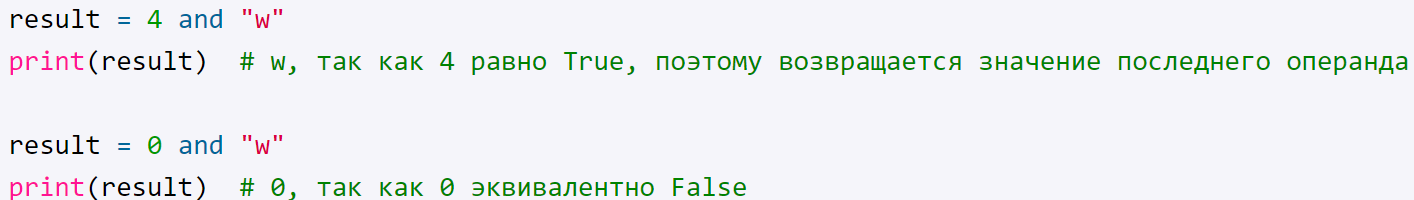 result = 4 and "w"
print(result)  # w, так как 4 равно True, поэтому возвращается значение последнего операнда
result = 0 and "w"
print(result)  # 0, так как 0 эквивалентно False